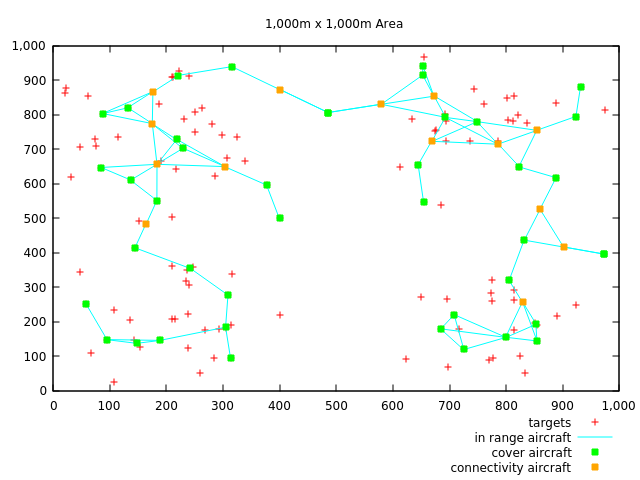 1,000m x 1,000m Area
1,000
900
800
700
600
500
400
300
200
100
0
0 100 200 300 400 500 600 700 800 900 1,000
targets
in range aircraft
cover aircraft
connectivity aircraft